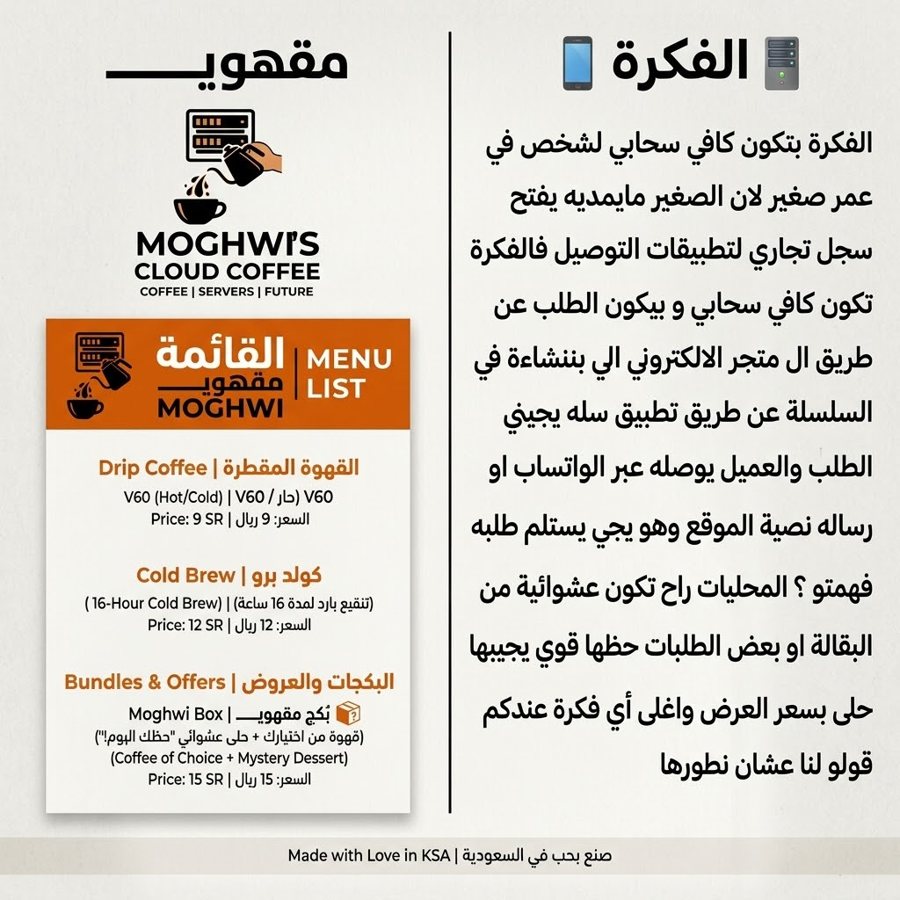 الفكرة
الفكرة بتكون كافي سحابي لشخص في
عمر صغير لان الصغير مايمديه يفتح
سجل تجاري لتطبيقات التوصيل فالفكرة
تكون كافي سحابي و بيكون الطلب عن
طريق ال متجر الالكتروني الي بننشاءة في
السلسلة عن طريق تطبيق سله يجيني
الطلب والعميل يوصله عبر الواتساب او
رساله نصية الموقع وهو يجي يستلم طلبه
فهمتو ؟ المحليات راح تكون عشوائية من
البقالة او بعض الطلبات حظها قوي يجيبها
حلى بسعر العرض واغلى أي فكرة عندكم
قولو لنا عشان نطورها
مقهويـــــــ
MOGHWI'S
CLOUD COFFEE
COFFEE | SERVERS | FUTURE
القائمة
مقهويـــــ
MOGHWI
MENU
LIST
Drip Coffee | القهوة المقطرة
V60 (Hot/Cold) | V60 / حار) V60
Price: 9 SR | السعر: 9 ريال
Cold Brew | كولد برو
( 16-Hour Cold Brew) | (تنقيع بارد لمدة 16 ساعة)
Price: 12 SR | السعر: 12 ريال
Bundles & Offers | البكجات والعروض
Moghwi Box | بُكج مقهويـــــ
(قهوة من اختيارك + حلى عشوائي "حظك اليوم!")
(Coffee of Choice + Mystery Dessert)
Price: 15 SR | السعر: 15 ريال
Made with Love in KSA | صنع بحب في السعودية